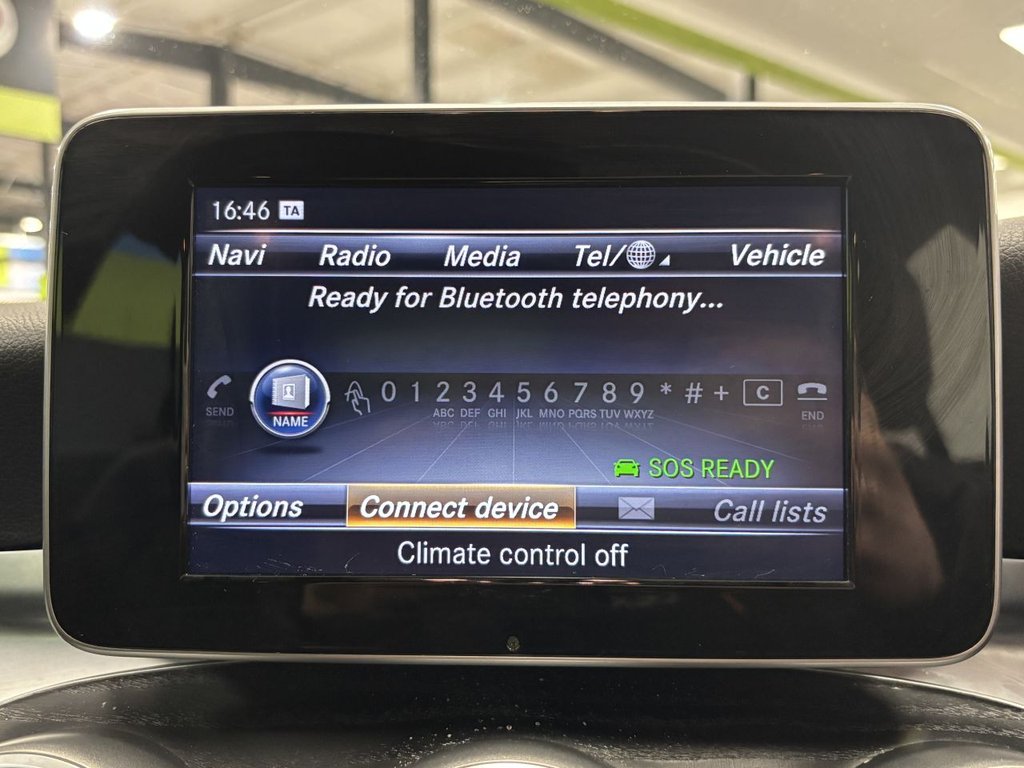 16:46 TA
Navi Radio Media Tel/ Vehicle
Ready for Bluetooth telephony...
SEND NAME 0 1 2 3 4 5 6 7 8 9 * # + C END
ABC DEF GHI JKL MNO PQRS TUV WXYZ
SOS READY
Options Connect device Call lists
Climate control off